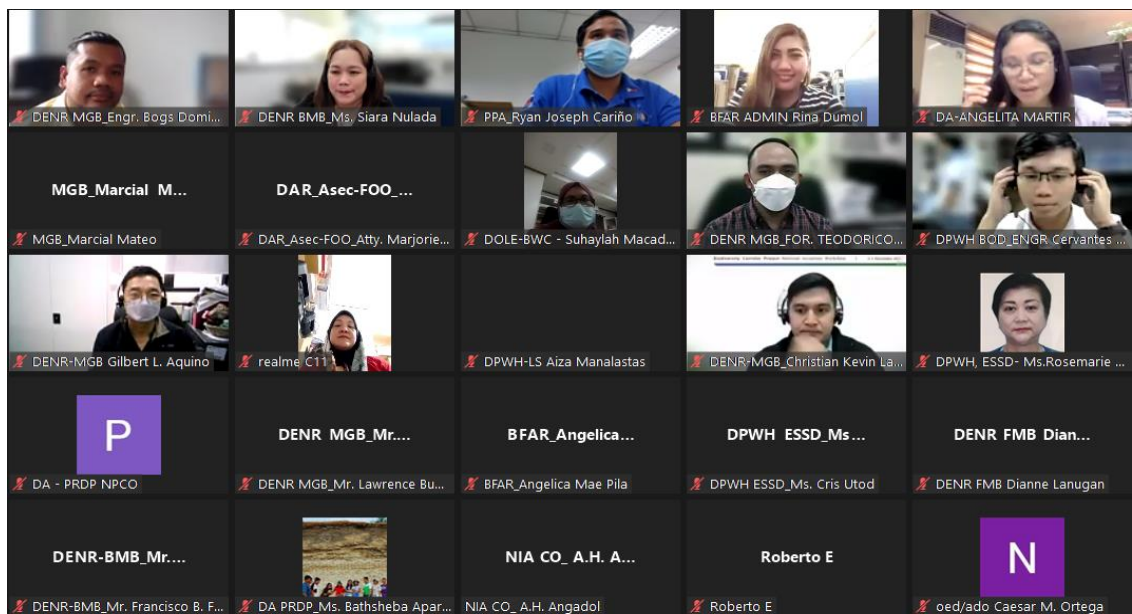 DENR MGB_Engr. Bogs Domi...
DENR BMB_Ms. Siara Nulada
PPA_Ryan Joseph Cariño
BFAR ADMIN Rina Dumol
DA-ANGELITA MARTIR
MGB_Marcial M...
MGB_Marcial Mateo
DAR_Asec-FOO_...
DAR_Asec-FOO_Atty. Marjorie...
DOLE-BWC - Suhaylah Macad...
DENR MGB_FOR. TEODORICO...
DPWH BOD_ENGR Cervantes ...
DENR-MGB Gilbert L. Aquino
realme C11
DPWH-LS Aiza Manalastas
DENR-MGB_Christian Kevin La...
DPWH, ESSD- Ms.Rosemarie ...
P
DA - PRDP NPCO
DENR MGB_Mr....
DENR MGB_Mr. Lawrence Bu...
BFAR_Angelica...
BFAR_Angelica Mae Pila
DPWH ESSD_Ms...
DPWH ESSD_Ms. Cris Utod
DENR FMB Dian...
DENR FMB Dianne Lanugan
DENR-BMB_Mr....
DENR-BMB_Mr. Francisco B. F...
DA PRDP_Ms. Bathsheba Apar...
NIA CO_ A.H. A...
NIA CO_ A.H. Angadol
Roberto E
Roberto E
N
oed/ado Caesar M. Ortega